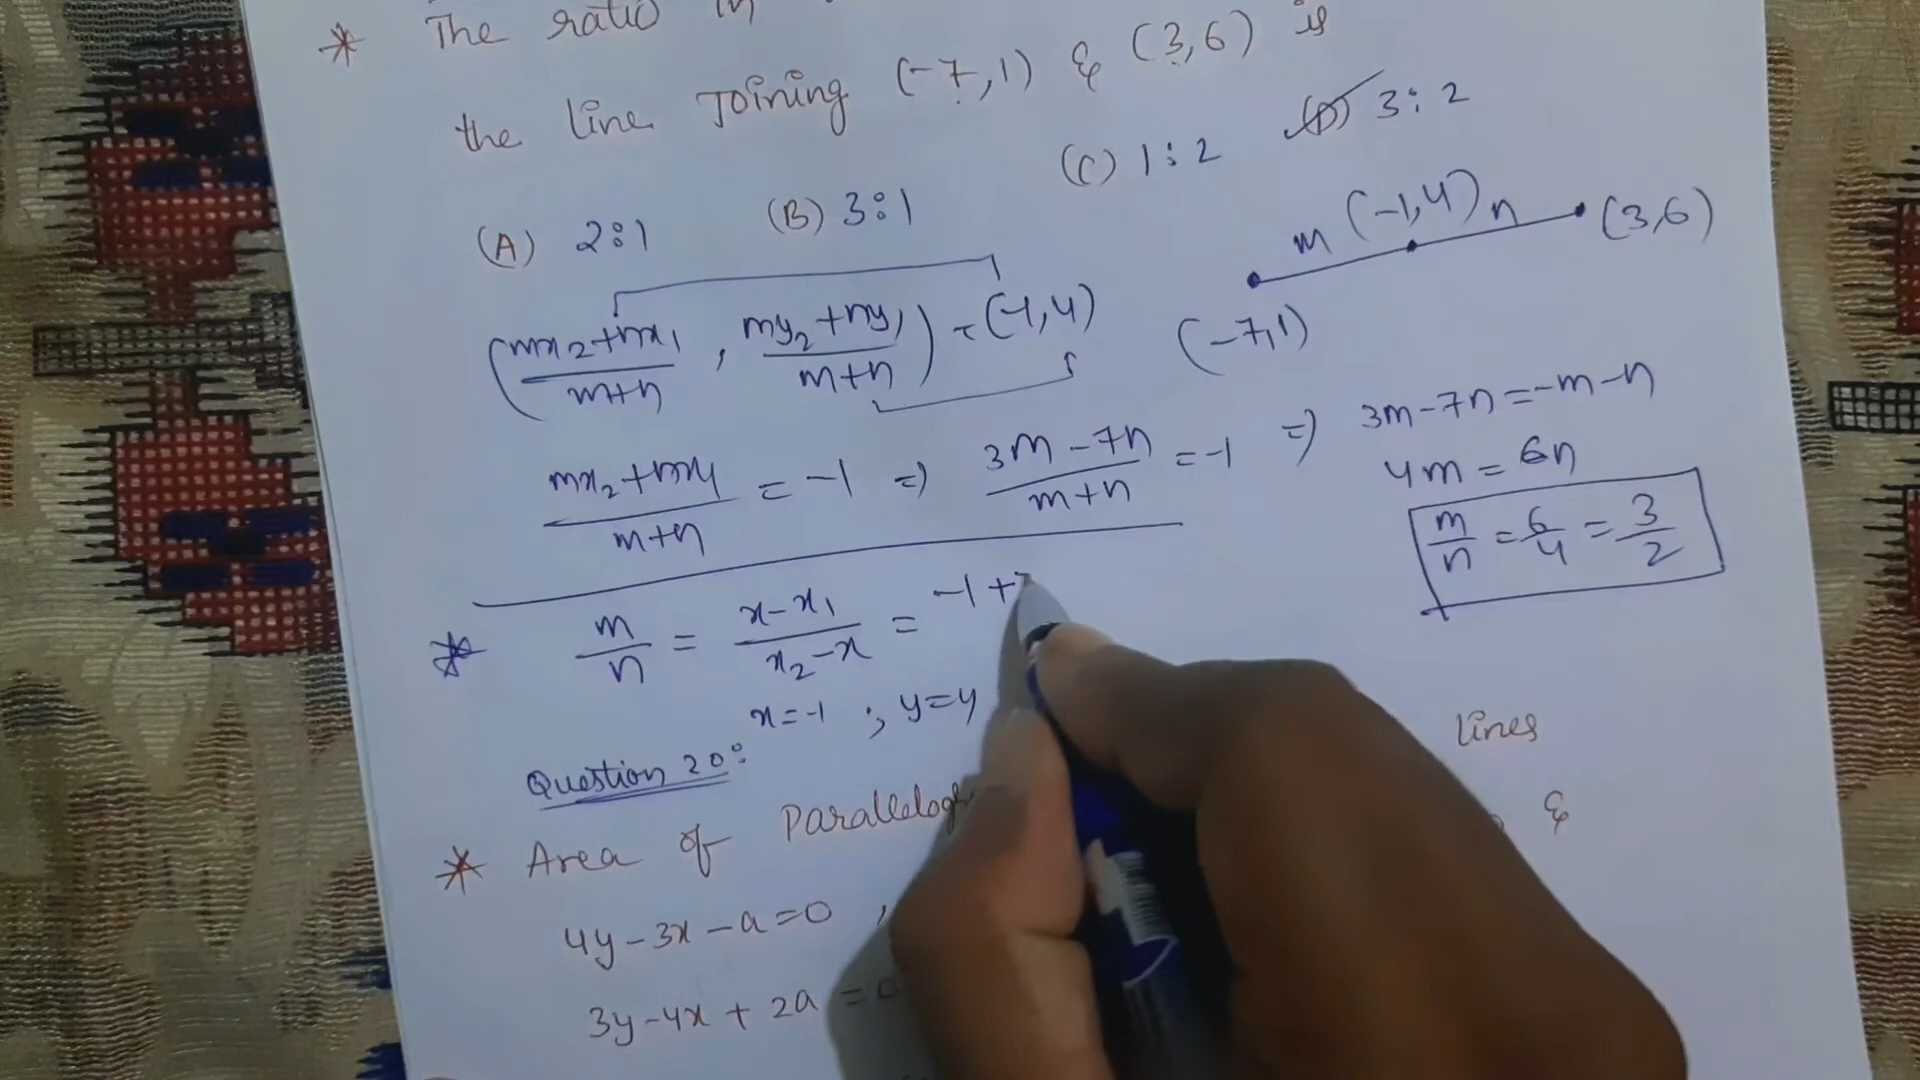 * The ratio in
the line Joining (-7,1) & (3,6) is
(A) 2:1 (B) 3:1 (C) 1:2 (D) 3:2
m (-1,4) n (3,6)
(-7,1)
(mx₂+nx₁/m+n , my₂+ny₁/m+n) = (-1,4)
mx₂+nx₁/m+n = -1 => 3m-7n/m+n = -1 => 3m-7n=-m-n
4m = 6n
m/n = 6/4 = 3/2
* m/n = x-x₁/x₂-x = -1+
x=-1 ; y=4
Question 20:
* Area of Parallelog lines
&
4y-3x-a=0 ,
3y-4x+2a=0